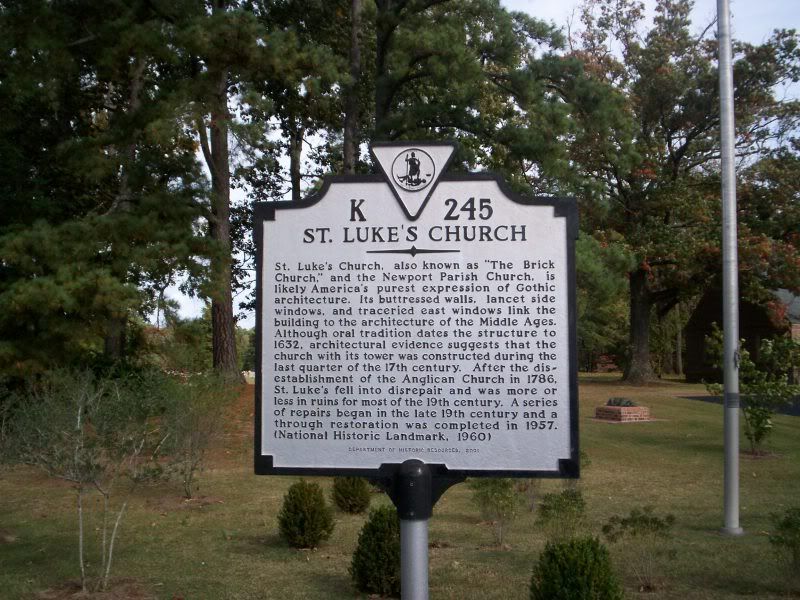 K 245
ST. LUKE'S CHURCH
St. Luke's Church, also known as "The Brick
Church," and the Newport Parish Church, is
likely America's purest expression of Gothic
architecture. Its buttressed walls, lancet side
windows, and traceried east windows link the
building to the architecture of the Middle Ages.
Although oral tradition dates the structure to
1632, architectural evidence suggests that the
church with its tower was constructed during the
last quarter of the 17th century. After the dis-
establishment of the Anglican Church in 1786,
St. Luke's fell into disrepair and was more or
less in ruins for most of the 19th century. A series
of repairs began in the late 19th century and a
through restoration was completed in 1957.
(National Historic Landmark, 1960)
DEPARTMENT OF HISTORIC RESOURCES, 2001